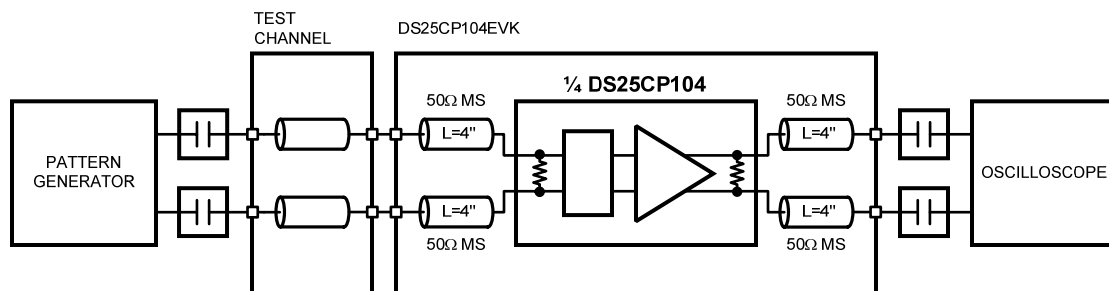 TEST
CHANNEL
DS25CP104EVK
¼ DS25CP104
50Ω MS
50Ω MS
L=4"
L=4"
PATTERN
GENERATOR
OSCILLOSCOPE
L=4"
L=4"
50Ω MS
50Ω MS